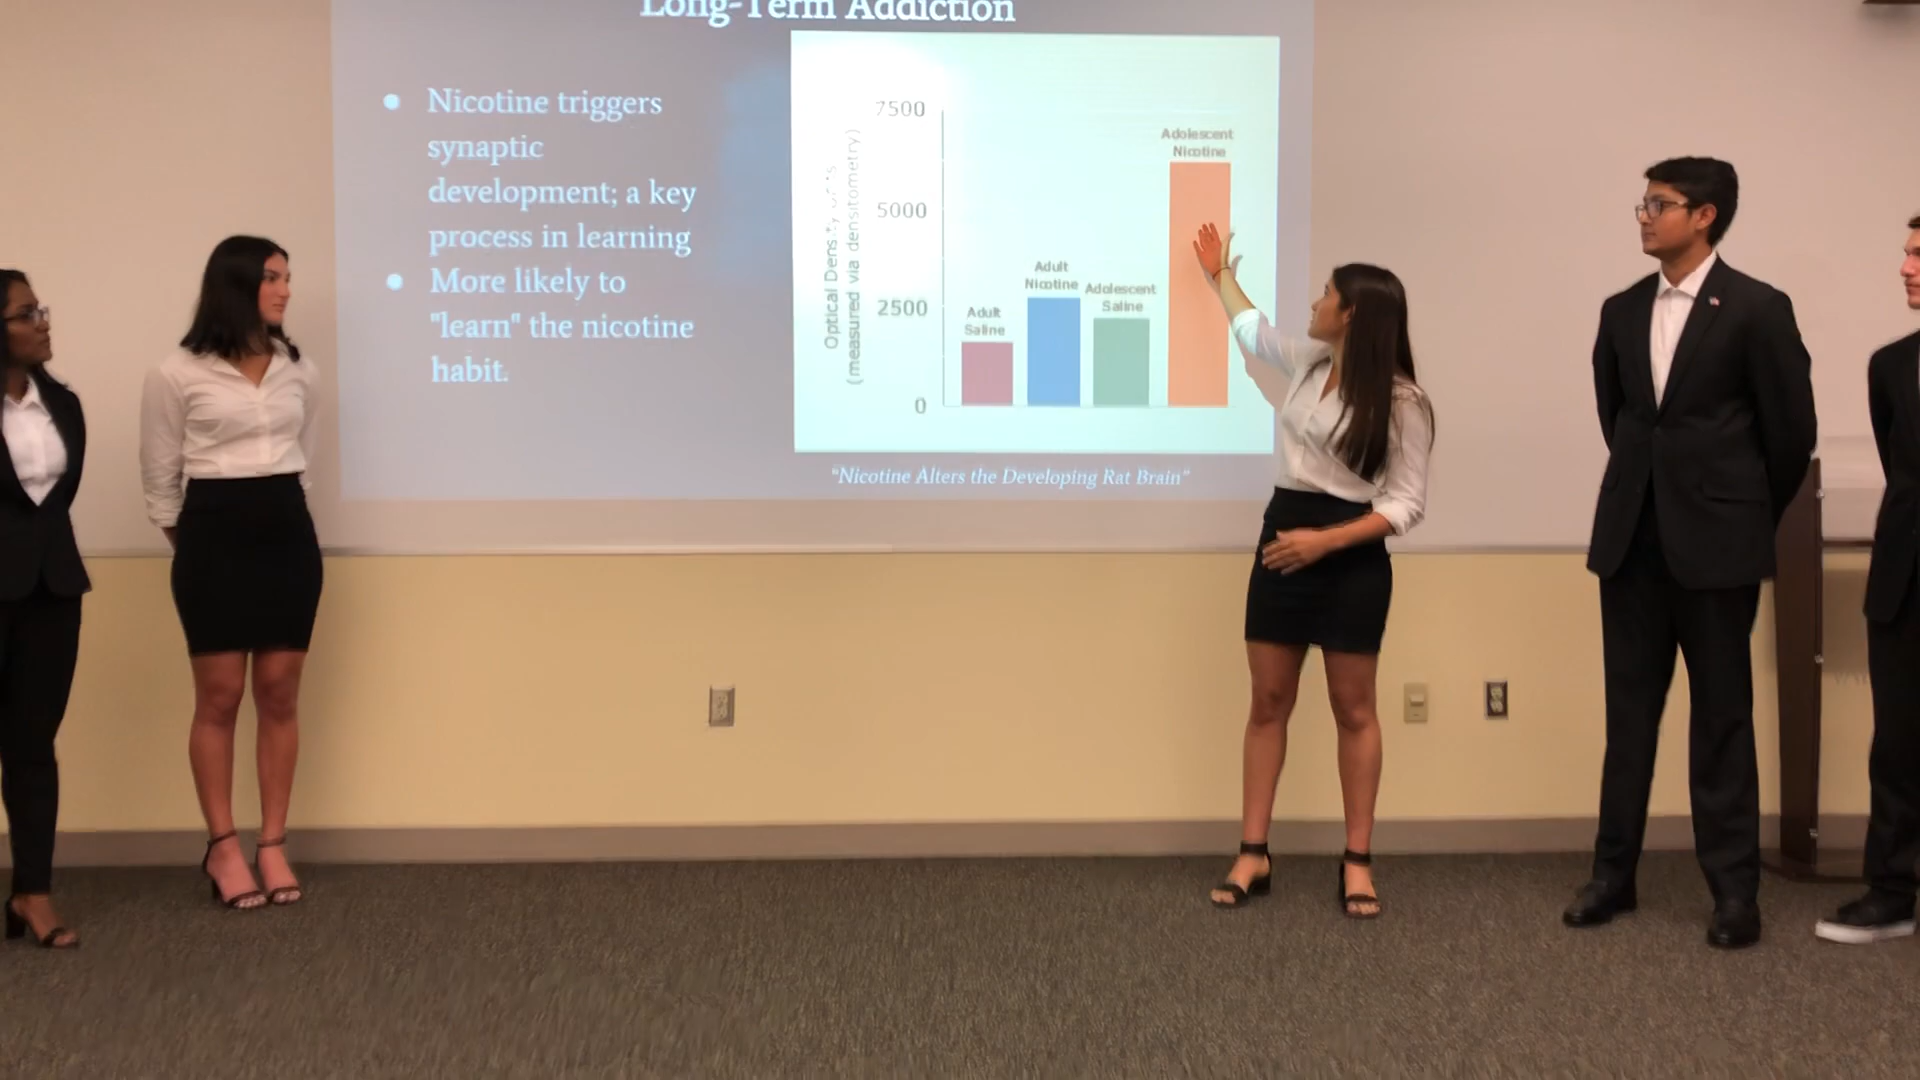 Long-Term Addiction
● Nicotine triggers
synaptic
development; a key
process in learning
● More likely to
"learn" the nicotine
habit.
Optical Density
(measured via densitometry)
7500
5000
2500
0
Adult
Saline
Adult
Nicotine
Adolescent
Saline
Adolescent
Nicotine
"Nicotine Alters the Developing Rat Brain"